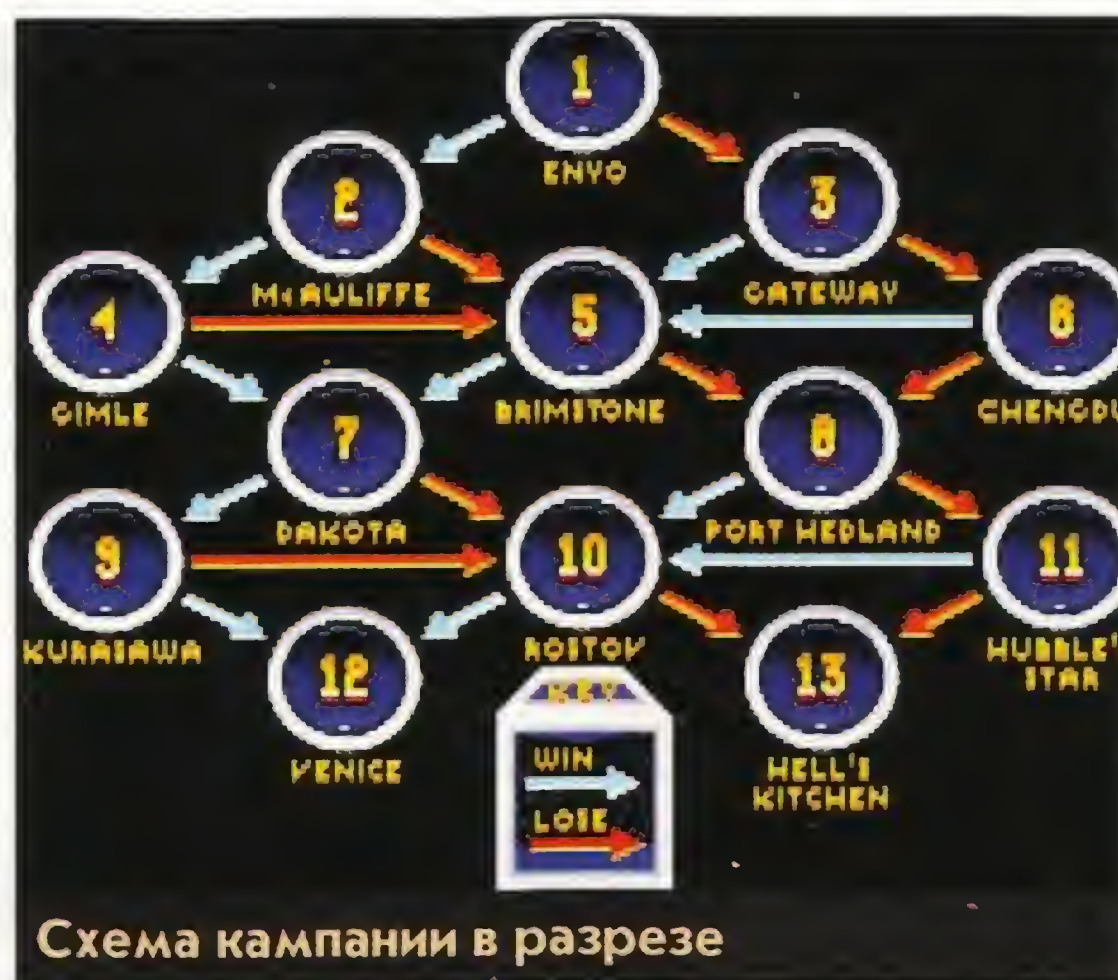 1
ENYO
2
3
McAULIFFE
GATEWAY
4
5
6
GIMLE
BRIMSTONE
CHENGDU
7
8
DAKOTA
PORT HEDLAND
9
10
11
KURASAWA
ROSTOV
HUBBLE'
STAR
12
13
VENICE
HELL'S
KITCHEN
KEY
WIN
LOSE
Схема кампании в разрезе